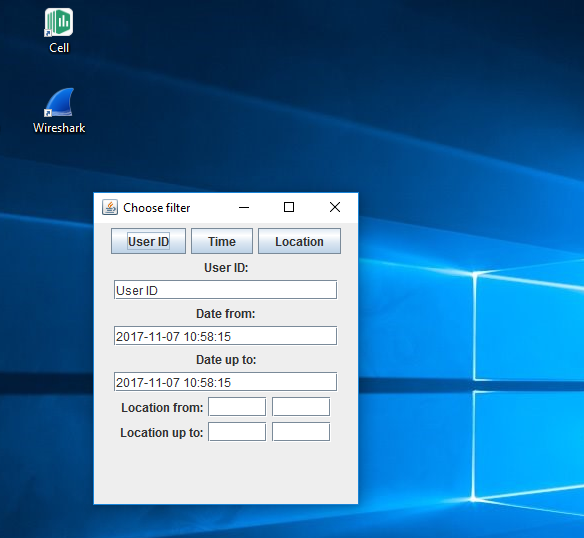 Cell
Wireshark
Choose filter
User ID Time Location
User ID:
User ID
Date from:
2017-11-07 10:58:15
Date up to:
2017-11-07 10:58:15
Location from:
Location up to: